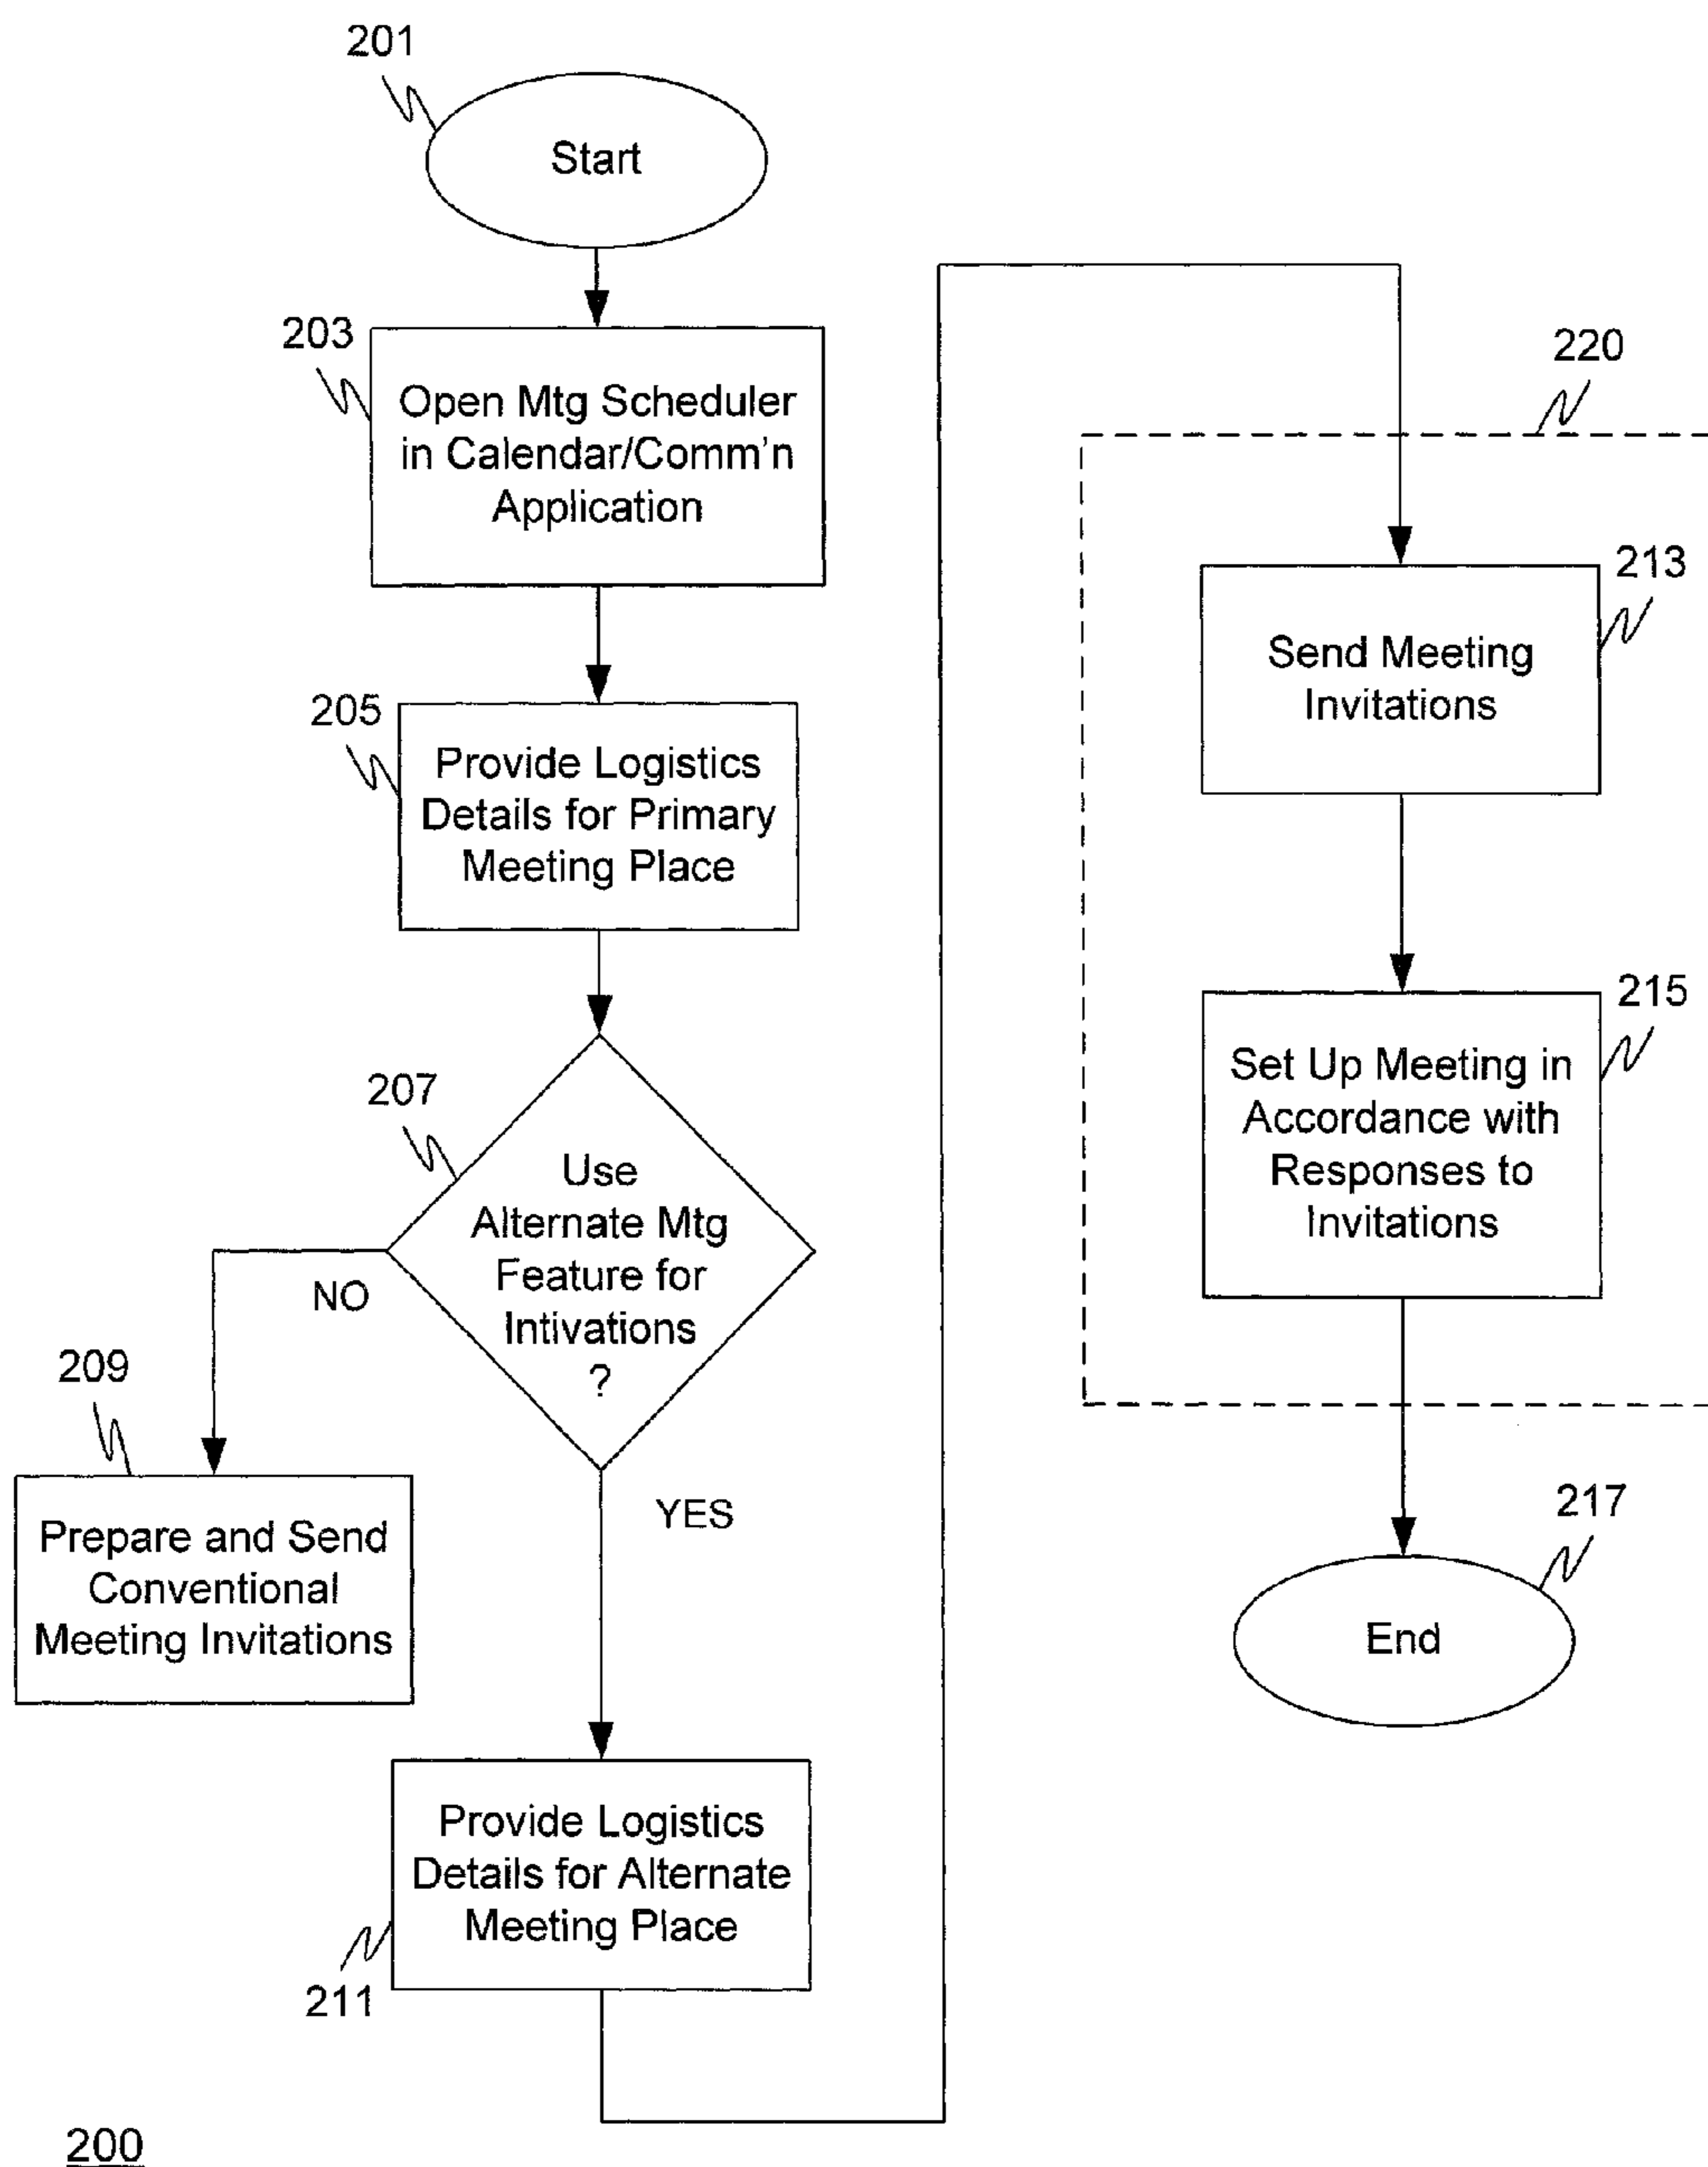 201
Start
203
Open Mtg Scheduler
in Calendar/Comm'n
Application
205
Provide Logistics
Details for Primary
Meeting Place
207
Use
Alternate Mtg
Feature for
Intivations
?
NO
YES
209
Prepare and Send
Conventional
Meeting Invitations
Provide Logistics
Details for Alternate
Meeting Place
211
220
213
Send Meeting
Invitations
215
Set Up Meeting in
Accordance with
Responses to
Invitations
217
End
200